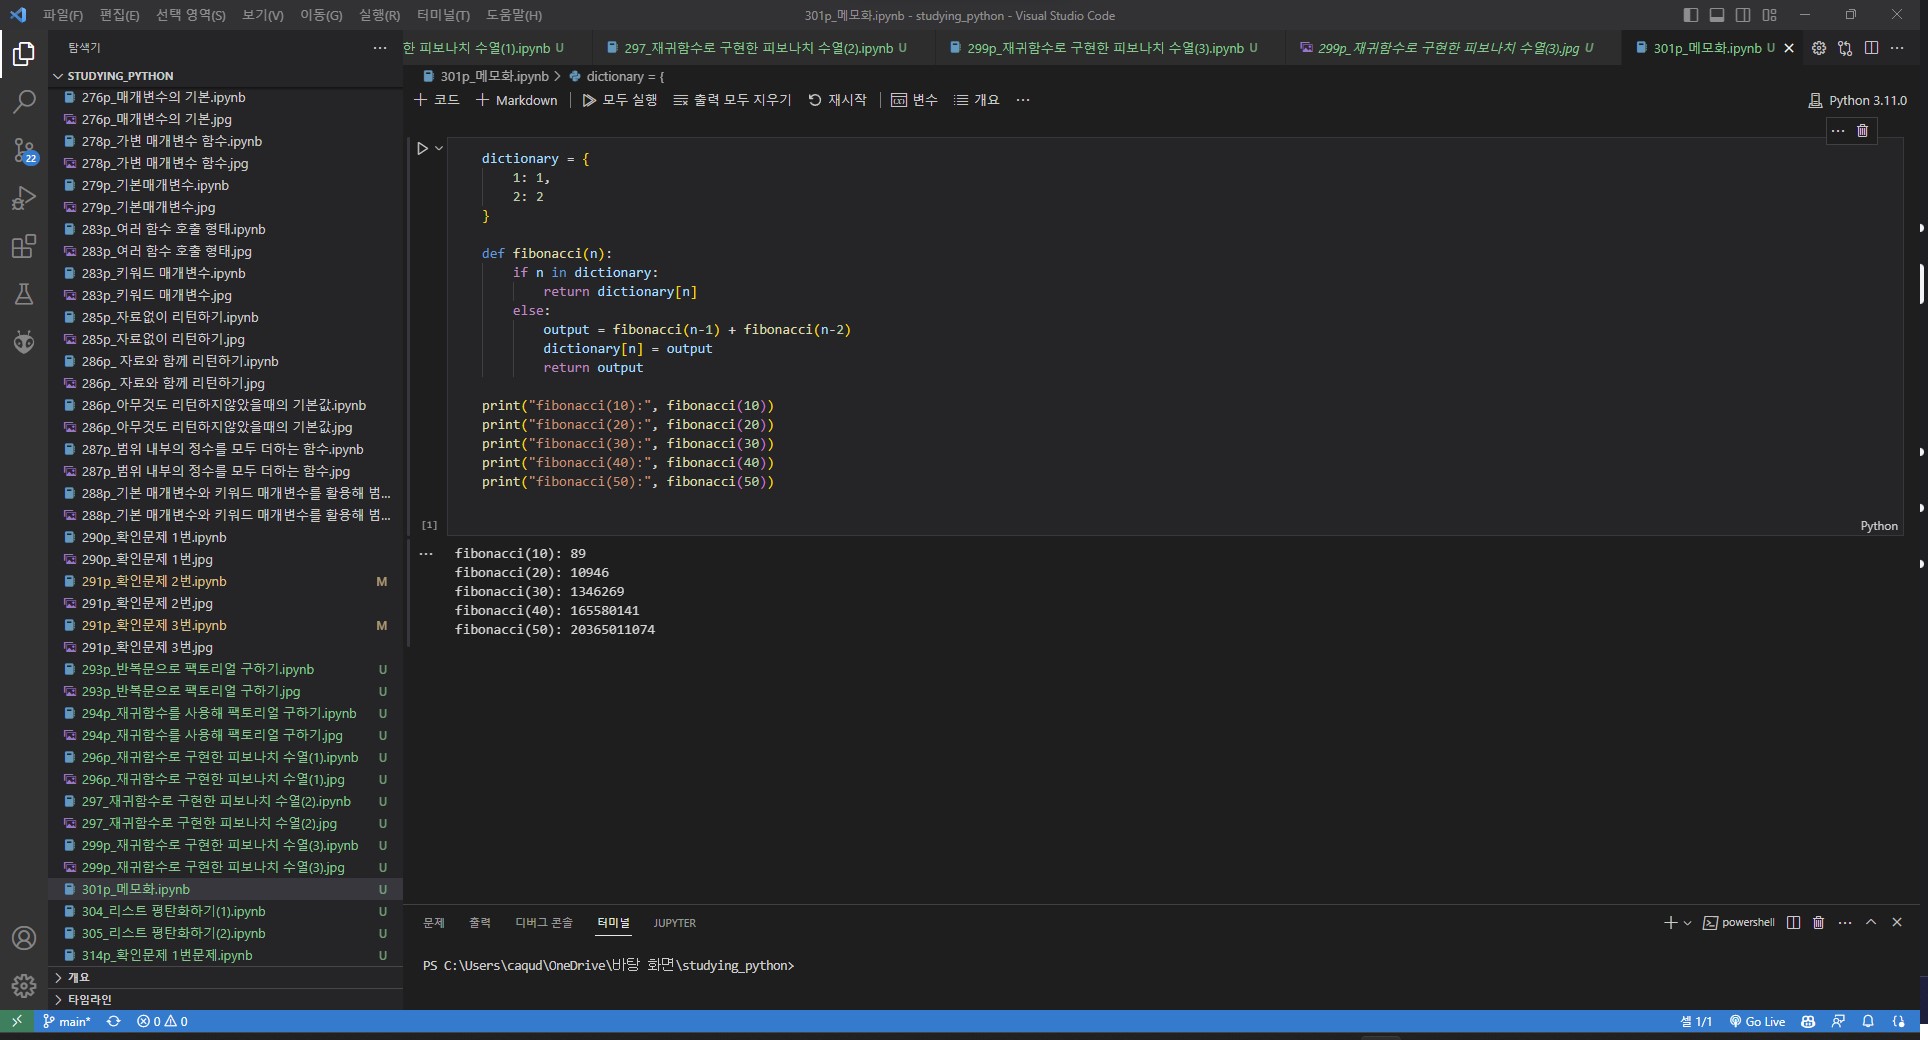 파일(F) 편집(E) 선택 영역(S) 보기(V) 이동(G) 실행(R) 터미널(T) 도움말(H)
301p_메모화.ipynb - studying_python - Visual Studio Code
탐색기
한 피보나치 수열(1).ipynb U
297_재귀함수로 구현한 피보나치 수열(2).ipynb U
299p_재귀함수로 구현한 피보나치 수열(3).ipynb U
299p_재귀함수로 구현한 피보나치 수열(3).jpg U
301p_메모화.ipynb U
STUDYING_PYTHON
276p_매개변수의 기본.ipynb
276p_매개변수의 기본.jpg
278p_가변 매개변수 함수.ipynb
278p_가변 매개변수 함수.jpg
279p_기본매개변수.ipynb
279p_기본매개변수.jpg
283p_여러 함수 호출 형태.ipynb
283p_여러 함수 호출 형태.jpg
283p_키워드 매개변수.ipynb
283p_키워드 매개변수.jpg
285p_자료없이 리턴하기.ipynb
285p_자료없이 리턴하기.jpg
286p_ 자료와 함께 리턴하기.ipynb
286p_ 자료와 함께 리턴하기.jpg
286p_아무것도 리턴하지않았을때의 기본값.ipynb
286p_아무것도 리턴하지않았을때의 기본값.jpg
287p_범위 내부의 정수를 모두 더하는 함수.ipynb
287p_범위 내부의 정수를 모두 더하는 함수.jpg
288p_기본 매개변수와 키워드 매개변수를 활용해 범...
288p_기본 매개변수와 키워드 매개변수를 활용해 범...
290p_확인문제 1번.ipynb
290p_확인문제 1번.jpg
291p_확인문제 2번.ipynb M
291p_확인문제 2번.jpg
291p_확인문제 3번.ipynb M
291p_확인문제 3번.jpg
293p_반복문으로 팩토리얼 구하기.ipynb U
293p_반복문으로 팩토리얼 구하기.jpg U
294p_재귀함수를 사용해 팩토리얼 구하기.ipynb U
294p_재귀함수를 사용해 팩토리얼 구하기.jpg U
296p_재귀함수로 구현한 피보나치 수열(1).ipynb U
296p_재귀함수로 구현한 피보나치 수열(1).jpg U
297_재귀함수로 구현한 피보나치 수열(2).ipynb U
297_재귀함수로 구현한 피보나치 수열(2).jpg U
299p_재귀함수로 구현한 피보나치 수열(3).ipynb U
299p_재귀함수로 구현한 피보나치 수열(3).jpg U
301p_메모화.ipynb U
304_리스트 평탄화하기(1).ipynb U
305_리스트 평탄화하기(2).ipynb U
314p_확인문제 1번문제.ipynb U
개요
타임라인
22
301p_메모화.ipynb > dictionary = {
코드 Markdown 모두 실행 출력 모두 지우기 재시작 변수 개요 ···
Python 3.11.0
dictionary = {
1: 1,
2: 2
}
def fibonacci(n):
if n in dictionary:
return dictionary[n]
else:
output = fibonacci(n-1) + fibonacci(n-2)
dictionary[n] = output
return output
print("fibonacci(10):", fibonacci(10))
print("fibonacci(20):", fibonacci(20))
print("fibonacci(30):", fibonacci(30))
print("fibonacci(40):", fibonacci(40))
print("fibonacci(50):", fibonacci(50))
[1]
Python
fibonacci(10): 89
fibonacci(20): 10946
fibonacci(30): 1346269
fibonacci(40): 165580141
fibonacci(50): 20365011074
문제 출력 디버그 콘솔 터미널 JUPYTER
powershell
PS C:\Users\caqud\OneDrive\바탕 화면\studying_python>
main* 0 0
셀 1/1 Go Live